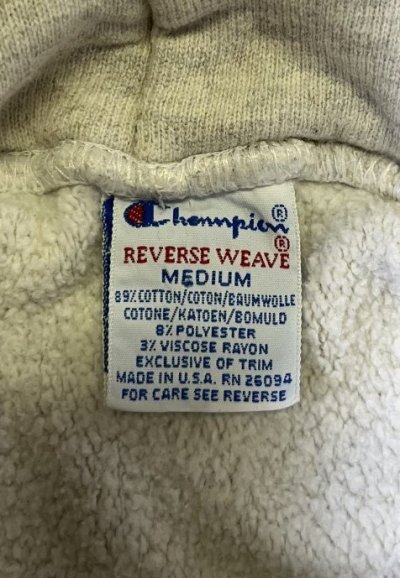 Champion®
REVERSE WEAVE®
MEDIUM
89% COTTON/COTON/BAUMWOLLE
COTONE/KATOEN/BOMULD
8% POLYESTER
3% VISCOSE RAYON
EXCLUSIVE OF TRIM
MADE IN U.S.A. RN 26094
FOR CARE SEE REVERSE